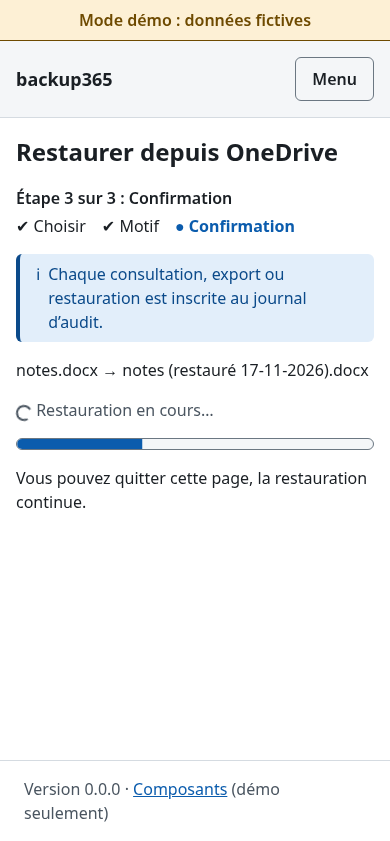 Mode démo : données fictives
backup365
Menu
Restaurer depuis OneDrive
Étape 3 sur 3 : Confirmation
✔ Choisir ✔ Motif ● Confirmation
i Chaque consultation, export ou
restauration est inscrite au journal
d’audit.
notes.docx → notes (restauré 17-11-2026).docx
Restauration en cours…
Vous pouvez quitter cette page, la restauration
continue.
Version 0.0.0 · Composants (démo
seulement)